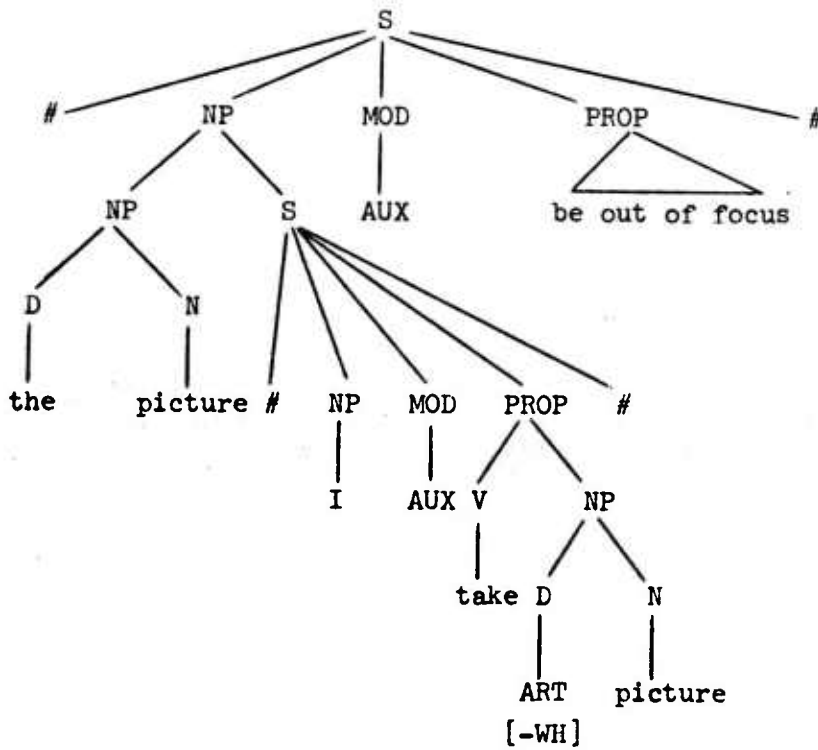 S
# NP MOD PROP #
NP S AUX be out of focus
D N
the picture # NP MOD PROP #
I AUX V NP
take D N
ART picture
[-WH]